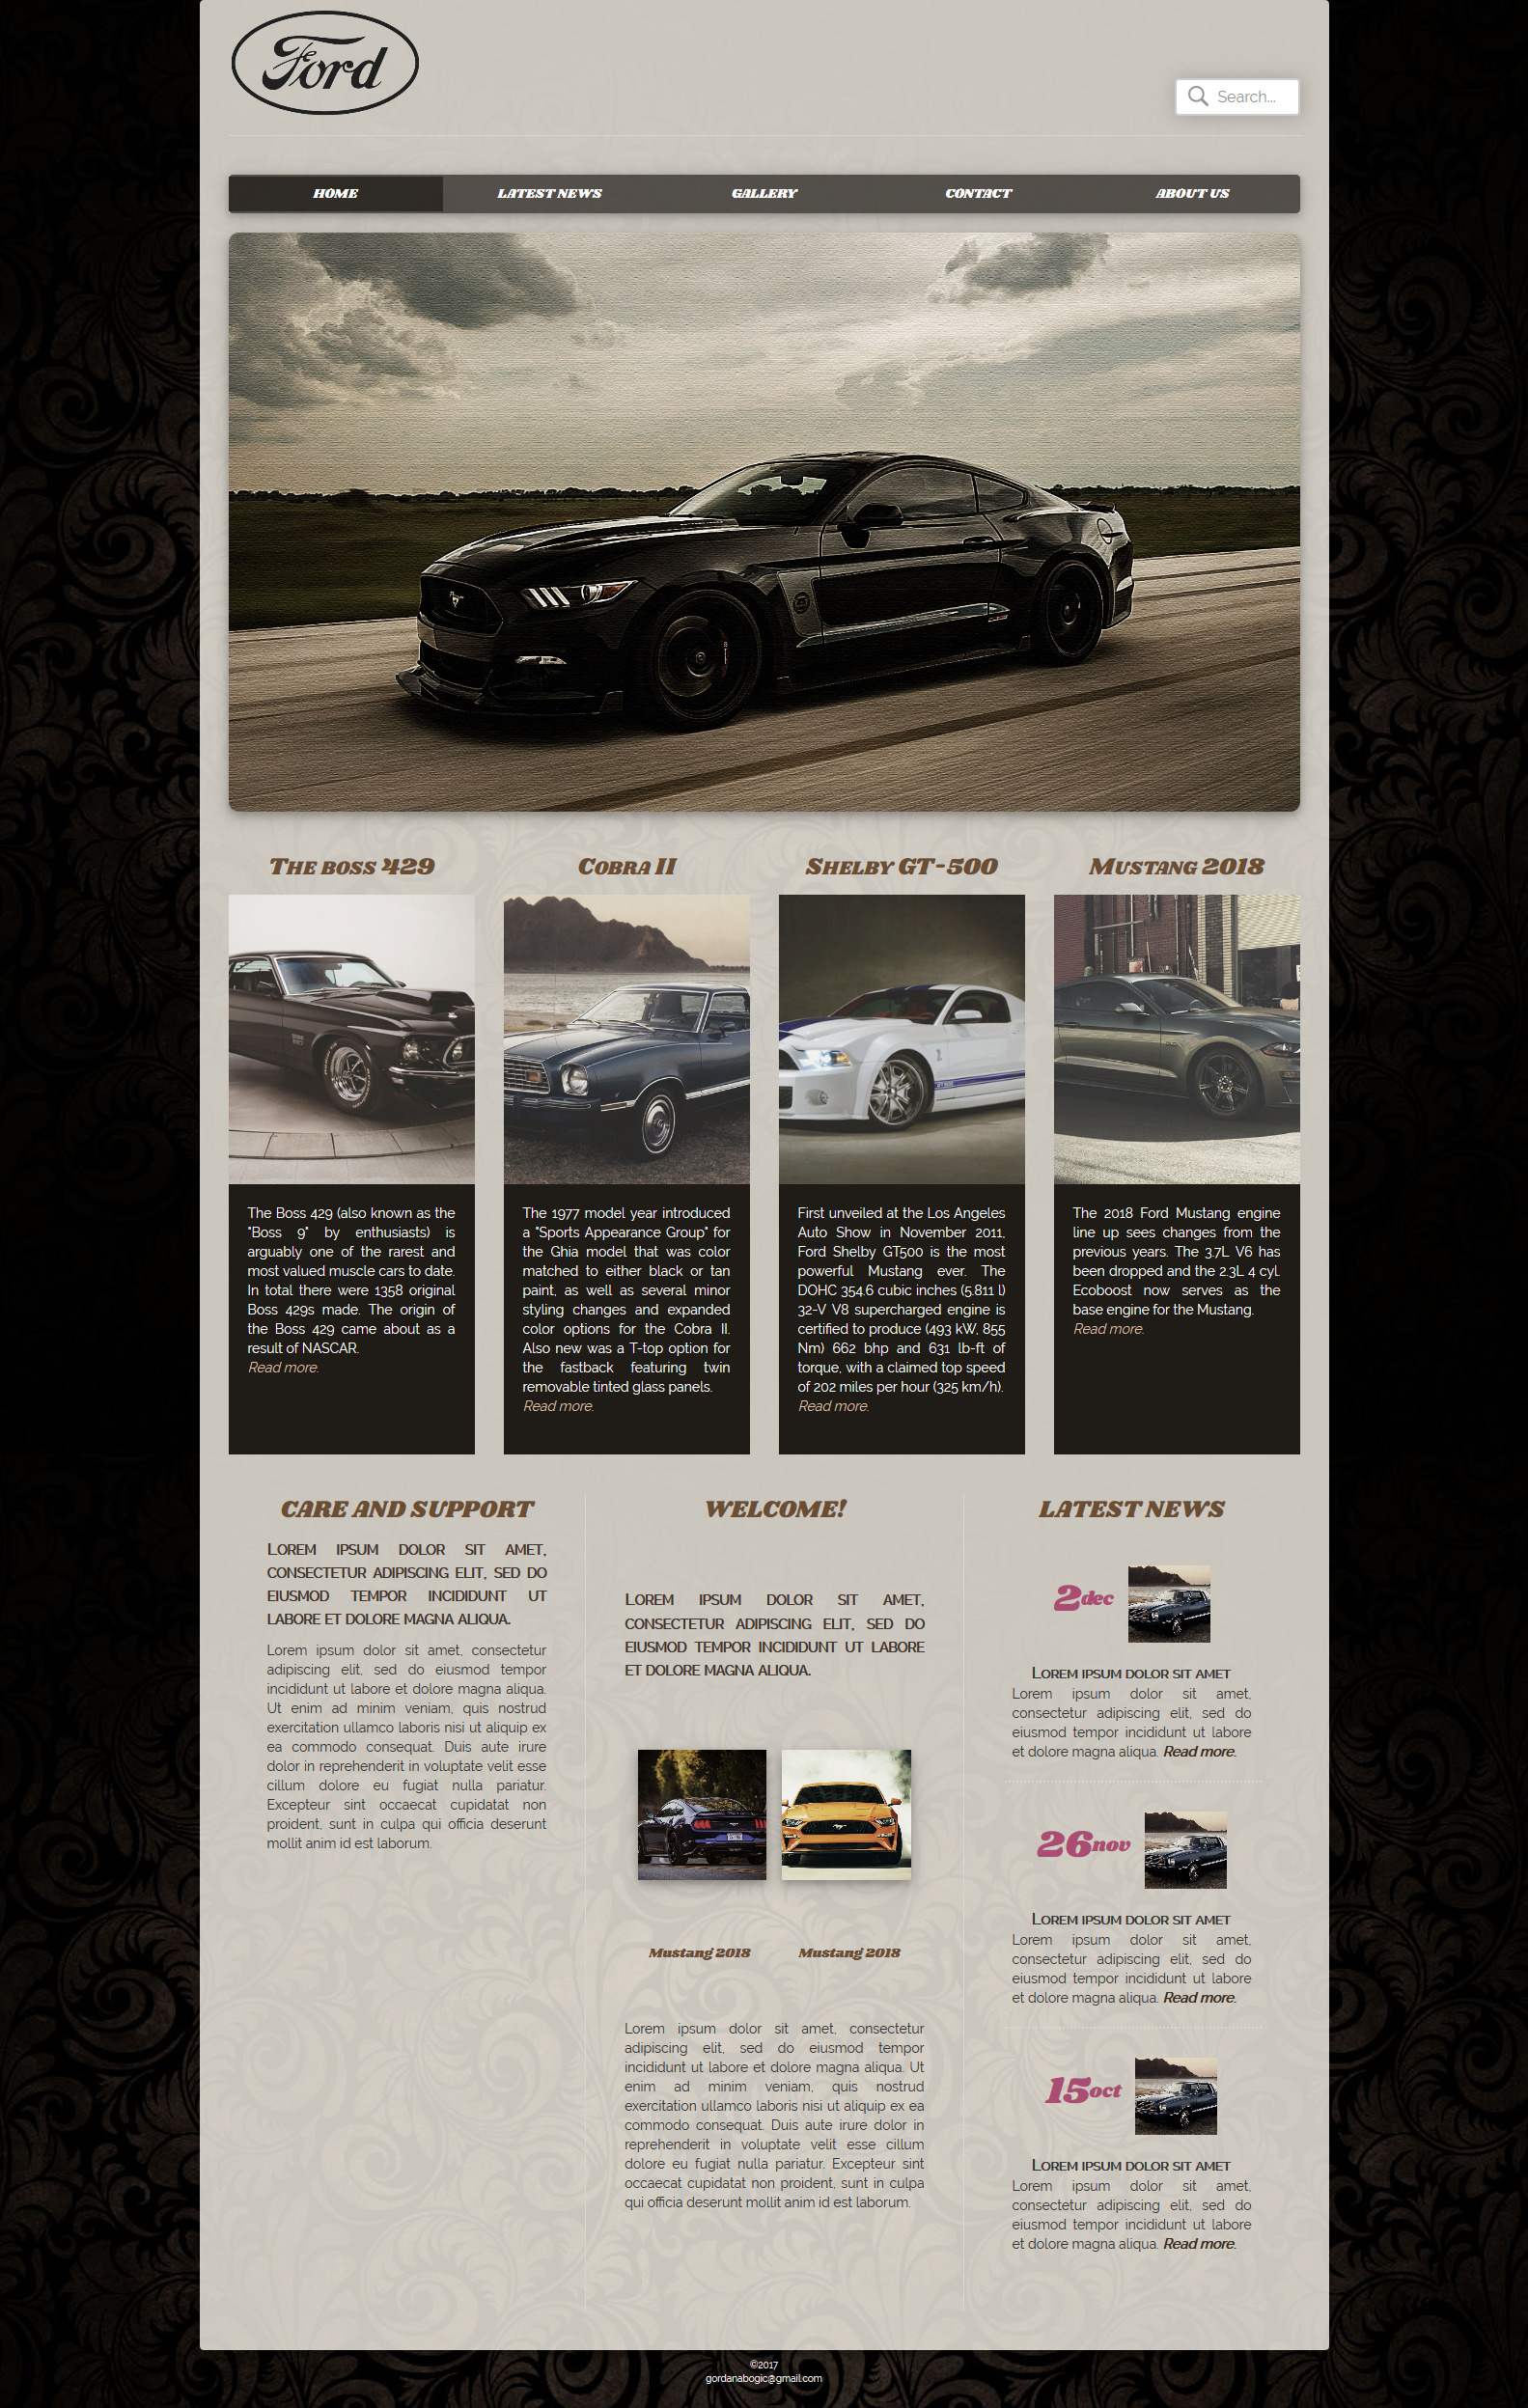 Ford
Search...
HOME
LATEST NEWS
GALLERY
CONTACT
ABOUT US
The boss 429
Cobra II
Shelby GT-500
Mustang 2018
The Boss 429 (also known as the
"Boss 9" by enthusiasts) is
arguably one of the rarest and
most valued muscle cars to date.
In total there were 1358 original
Boss 429s made. The origin of
the Boss 429 came about as a
result of NASCAR.
Read more.
The 1977 model year introduced
a "Sports Appearance Group" for
the Ghia model that was color
matched to either black or tan
paint, as well as several minor
styling changes and expanded
color options for the Cobra II.
Also new was a T-top option for
the fastback featuring twin
removable tinted glass panels.
Read more.
First unveiled at the Los Angeles
Auto Show in November 2011,
Ford Shelby GT500 is the most
powerful Mustang ever. The
DOHC 354.6 cubic inches (5.811 l)
32-V V8 supercharged engine is
certified to produce (493 kW, 855
Nm) 662 bhp and 631 lb-ft of
torque, with a claimed top speed
of 202 miles per hour (325 km/h).
Read more.
The 2018 Ford Mustang engine
line up sees changes from the
previous years. The 3.7L V6 has
been dropped and the 2.3L 4 cyl.
Ecoboost now serves as the
base engine for the Mustang.
Read more.
CARE AND SUPPORT
Lorem ipsum dolor sit amet,
consectetur adipiscing elit, sed do
eiusmod tempor incididunt ut
labore et dolore magna aliqua.
Lorem ipsum dolor sit amet, consectetur
adipiscing elit, sed do eiusmod tempor
incididunt ut labore et dolore magna aliqua.
Ut enim ad minim veniam, quis nostrud
exercitation ullamco laboris nisi ut aliquip ex
ea commodo consequat. Duis aute irure
dolor in reprehenderit in voluptate velit esse
cillum dolore eu fugiat nulla pariatur.
Excepteur sint occaecat cupidatat non
proident, sunt in culpa qui officia deserunt
mollit anim id est laborum.
WELCOME!
Lorem ipsum dolor sit amet,
consectetur adipiscing elit, sed do
eiusmod tempor incididunt ut labore
et dolore magna aliqua.
Mustang 2018
Mustang 2018
Lorem ipsum dolor sit amet, consectetur
adipiscing elit, sed do eiusmod tempor
incididunt ut labore et dolore magna aliqua. Ut
enim ad minim veniam, quis nostrud
exercitation ullamco laboris nisi ut aliquip ex ea
commodo consequat. Duis aute irure dolor in
reprehenderit in voluptate velit esse cillum
dolore eu fugiat nulla pariatur. Excepteur sint
occaecat cupidatat non proident, sunt in culpa
qui officia deserunt mollit anim id est laborum.
LATEST NEWS
2dec
Lorem ipsum dolor sit amet
Lorem ipsum dolor sit amet,
consectetur adipiscing elit, sed do
eiusmod tempor incididunt ut labore
et dolore magna aliqua. Read more.
26nov
Lorem ipsum dolor sit amet
Lorem ipsum dolor sit amet,
consectetur adipiscing elit, sed do
eiusmod tempor incididunt ut labore
et dolore magna aliqua. Read more.
15oct
Lorem ipsum dolor sit amet
Lorem ipsum dolor sit amet,
consectetur adipiscing elit, sed do
eiusmod tempor incididunt ut labore
et dolore magna aliqua. Read more.
©2017
gordanabogic@gmail.com